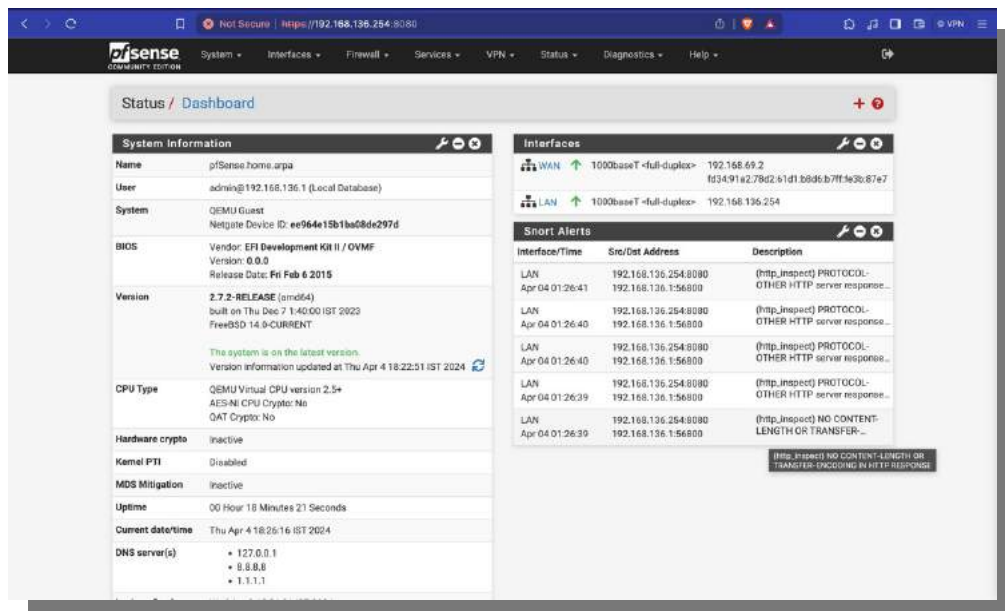 Not Secure https://192.168.136.254:8080
VPN
pfsense
COMMUNITY EDITION
System Interfaces Firewall Services VPN Status Diagnostics Help
Status / Dashboard
System Information
Name pfSense.home.arpa
User admin@192.168.136.1 (Local Database)
System QEMU Guest
Netgate Device ID: ee964e15b1ba08de297d
BIOS Vendor: EFI Development Kit II / OVMF
Version: 0.0.0
Release Date: Fri Feb 6 2015
Version 2.7.2-RELEASE (amd64)
built on Thu Dec 7 1:40:00 IST 2023
FreeBSD 14.0-CURRENT
The system is on the latest version.
Version information updated at Thu Apr 4 18:22:51 IST 2024
CPU Type QEMU Virtual CPU version 2.5+
AES-NI CPU Crypto: No
QAT Crypto: No
Hardware crypto Inactive
Kernel PTI Disabled
MDS Mitigation Inactive
Uptime 00 Hour 18 Minutes 21 Seconds
Current date/time Thu Apr 4 18:26:16 IST 2024
DNS server(s)
127.0.0.1
8.8.8.8
1.1.1.1
Interfaces
WAN 1000baseT <full-duplex> 192.168.69.2
fd34:91a2:78d2:61d1:b8d6:b7ff:fe3b:87e7
LAN 1000baseT <full-duplex> 192.168.136.254
Snort Alerts
Interface/Time Src/Dst Address Description
LAN 192.168.136.254:8080 (http_inspect) PROTOCOL-
Apr 04 01:26:41 192.168.136.1:56800 OTHER HTTP server response...
LAN 192.168.136.254:8080 (http_inspect) PROTOCOL-
Apr 04 01:26:40 192.168.136.1:56800 OTHER HTTP server response...
LAN 192.168.136.254:8080 (http_inspect) PROTOCOL-
Apr 04 01:26:40 192.168.136.1:56800 OTHER HTTP server response...
LAN 192.168.136.254:8080 (http_inspect) PROTOCOL-
Apr 04 01:26:39 192.168.136.1:56800 OTHER HTTP server response...
LAN 192.168.136.254:8080 (http_inspect) NO CONTENT-
Apr 04 01:26:39 192.168.136.1:56800 LENGTH OR TRANSFER-...
(http_inspect) NO CONTENT-LENGTH OR
TRANSFER-ENCODING IN HTTP RESPONSE